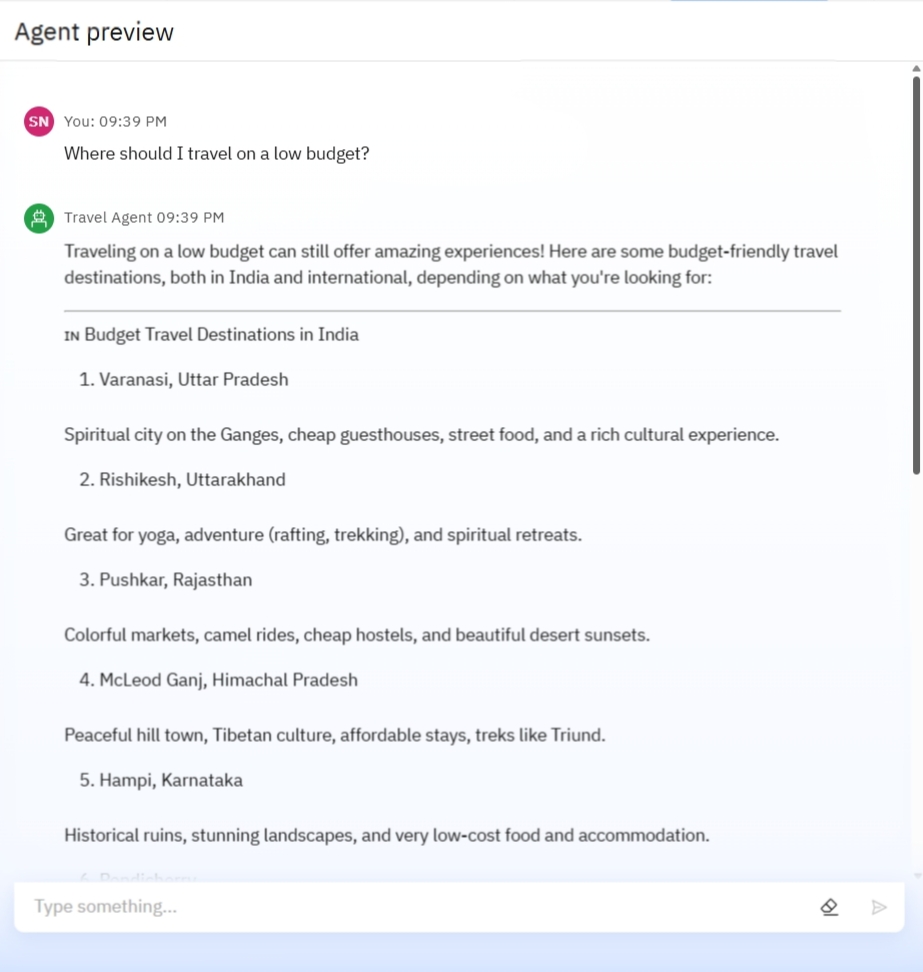 Agent preview
SN
You: 09:39 PM
Where should I travel on a low budget?
Travel Agent 09:39 PM
Traveling on a low budget can still offer amazing experiences! Here are some budget-friendly travel
destinations, both in India and international, depending on what you're looking for:
IN Budget Travel Destinations in India
1. Varanasi, Uttar Pradesh
Spiritual city on the Ganges, cheap guesthouses, street food, and a rich cultural experience.
2. Rishikesh, Uttarakhand
Great for yoga, adventure (rafting, trekking), and spiritual retreats.
3. Pushkar, Rajasthan
Colorful markets, camel rides, cheap hostels, and beautiful desert sunsets.
4. McLeod Ganj, Himachal Pradesh
Peaceful hill town, Tibetan culture, affordable stays, treks like Triund.
5. Hampi, Karnataka
Historical ruins, stunning landscapes, and very low-cost food and accommodation.
Type something...